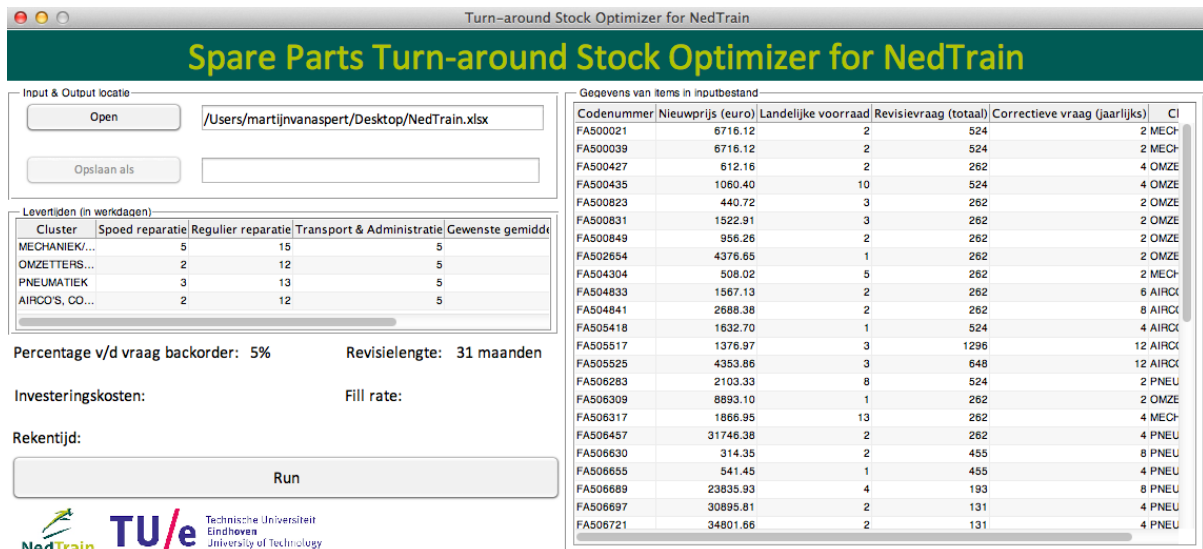 Turn-around Stock Optimizer for NedTrain
Spare Parts Turn-around Stock Optimizer for NedTrain
Input & Output locatie
Open
/Users/martijnvanaspert/Desktop/NedTrain.xlsx
Opslaan als
Levertijden (in werkdagen)
Cluster Spoed reparatie Regulier reparatie Transport & Administratie Gewenste gemidde
MECHANIEK/... 5 15 5
OMZETTERS... 2 12 5
PNEUMATIEK 3 13 5
AIRCO'S, CO... 2 12 5
Percentage v/d vraag backorder: 5% Revisielengte: 31 maanden
Investeringskosten: Fill rate:
Rekentijd:
Run
NedTrain
TU/e Technische Universiteit
Eindhoven
University of Technology
Gegevens van items in inputbestand
Codenummer Nieuwprijs (euro) Landelijke voorraad Revisievraag (totaal) Correctieve vraag (jaarlijks) Cl
FA500021 6716.12 2 524 2 MECH
FA500039 6716.12 2 524 2 MECH
FA500427 612.16 2 262 4 OMZE
FA500435 1060.40 10 524 4 OMZE
FA500823 440.72 3 262 2 OMZE
FA500831 1522.91 3 262 2 OMZE
FA500849 956.26 2 262 2 OMZE
FA502654 4376.65 1 262 2 OMZE
FA504304 508.02 5 262 2 MECH
FA504833 1567.13 2 262 6 AIRCO
FA504841 2688.38 2 262 8 AIRCO
FA505418 1632.70 1 524 4 AIRCO
FA505517 1376.97 3 1296 12 AIRCO
FA505525 4353.86 3 648 12 AIRCO
FA506283 2103.33 8 524 2 PNEU
FA506309 8893.10 1 262 2 OMZE
FA506317 1866.95 13 262 4 MECH
FA506457 31746.38 2 262 4 PNEU
FA506630 314.35 2 455 8 PNEU
FA506655 541.45 1 455 4 PNEU
FA506689 23835.93 4 193 8 PNEU
FA506697 30895.81 2 131 4 PNEU
FA506721 34801.66 2 131 4 PNEU